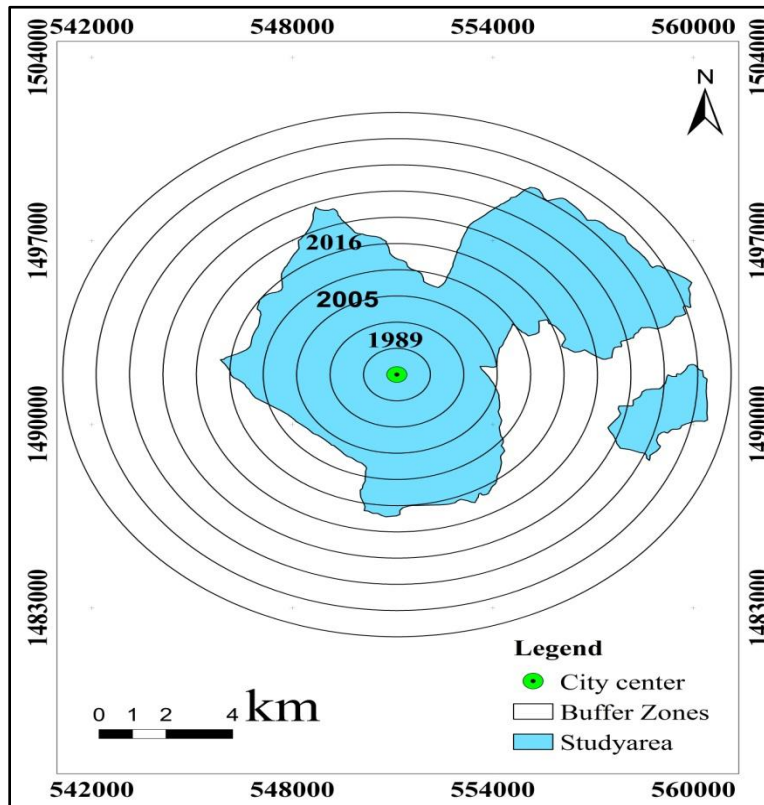 542000 548000 554000 560000
1504000 1504000
N
1497000 1497000
2016
2005
1989
1490000 1490000
1483000 1483000
Legend
City center
Buffer Zones
Studyarea
0 1 2 4 km
542000 548000 554000 560000